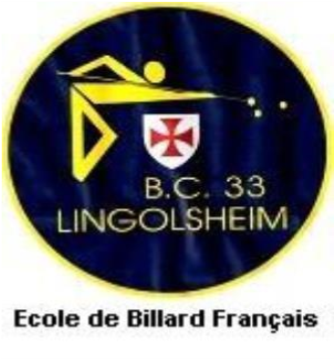 B.C. 33
LINGOLSHEIM
Ecole de Billard Français